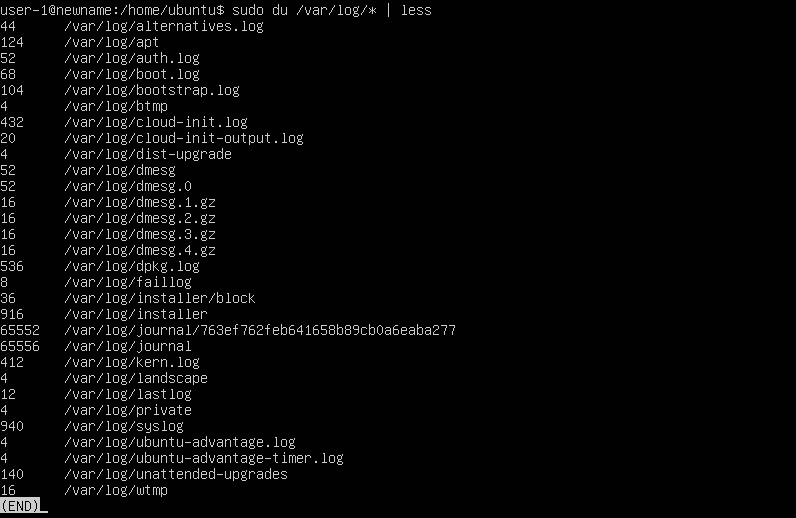 user-1@newname:/home/ubuntu$ sudo du /var/log/* | less
44      /var/log/alternatives.log
124     /var/log/apt
52      /var/log/auth.log
68      /var/log/boot.log
104     /var/log/bootstrap.log
4       /var/log/btmp
432     /var/log/cloud-init.log
20      /var/log/cloud-init-output.log
4       /var/log/dist-upgrade
52      /var/log/dmesg
52      /var/log/dmesg.0
16      /var/log/dmesg.1.gz
16      /var/log/dmesg.2.gz
16      /var/log/dmesg.3.gz
16      /var/log/dmesg.4.gz
536     /var/log/dpkg.log
8       /var/log/faillog
36      /var/log/installer/block
916     /var/log/installer
65552   /var/log/journal/763ef762feb641658b89cb0a6eaba277
65556   /var/log/journal
412     /var/log/kern.log
4       /var/log/landscape
12      /var/log/lastlog
4       /var/log/private
940     /var/log/syslog
4       /var/log/ubuntu-advantage.log
4       /var/log/ubuntu-advantage-timer.log
140     /var/log/unattended-upgrades
16      /var/log/wtmp
(END)